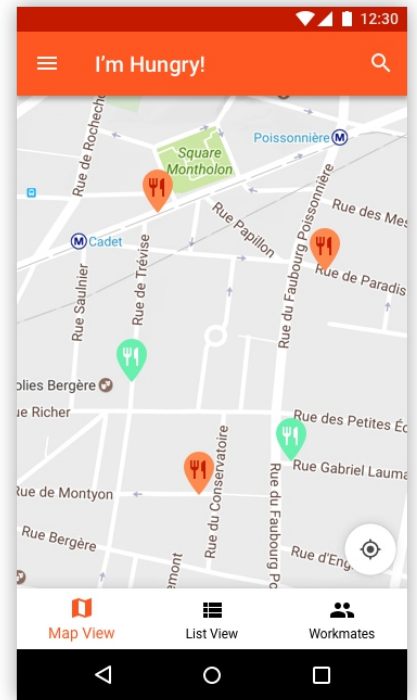 12:30
I'm Hungry!
Poissonnière M
Rue de Rochecho
Square
Montholon
Rue Papillon
Rue du Faubourg Poissonnière
Rue des Mes
M Cadet
Rue de Trévise
Rue Saulnier
Rue de Paradis
olies Bergère
ue Richer
Rue des Petites Éc
Rue du Conservatoire
Rue Gabriel Lauma
Rue de Montyon
Rue du Faubourg Po
Rue Bergère
emont
Rue d'Eng
Map View
List View
Workmates